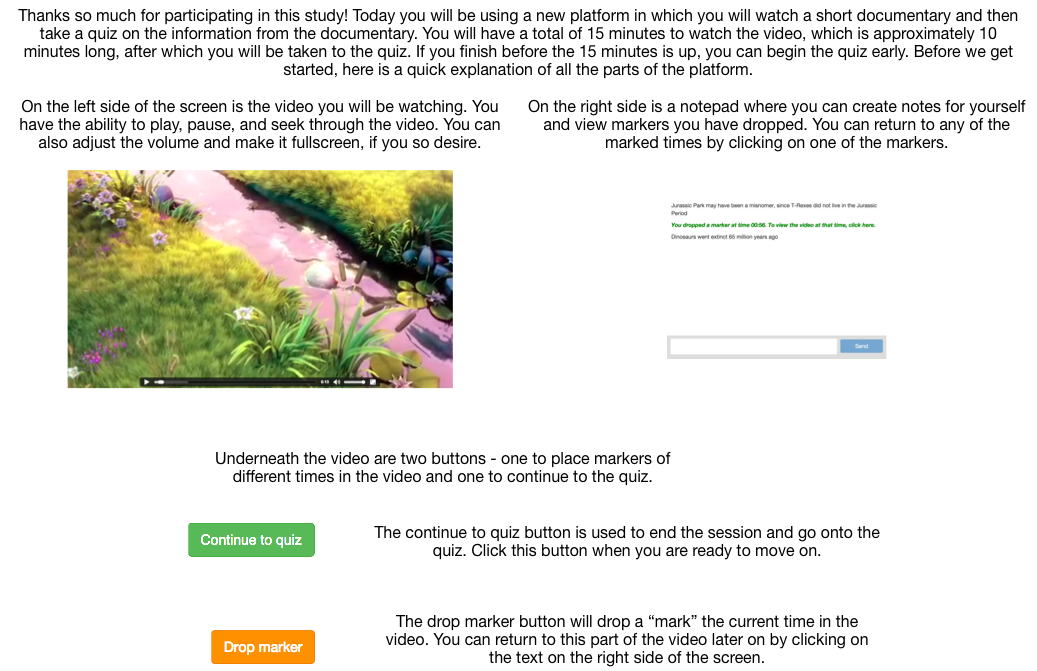 Thanks so much for participating in this study! Today you will be using a new platform in which you will watch a short documentary and then
take a quiz on the information from the documentary. You will have a total of 15 minutes to watch the video, which is approximately 10
minutes long, after which you will be taken to the quiz. If you finish before the 15 minutes is up, you can begin the quiz early. Before we get
started, here is a quick explanation of all the parts of the platform.
On the left side of the screen is the video you will be watching. You
have the ability to play, pause, and seek through the video. You can
also adjust the volume and make it fullscreen, if you so desire.
On the right side is a notepad where you can create notes for yourself
and view markers you have dropped. You can return to any of the
marked times by clicking on one of the markers.
Jurassic Park may have been a misnomer, since T-Rexes did not live in the Jurassic
Period
You dropped a marker at time 00:56. To view the video at that time, click here.
Dinosaurs went extinct 65 million years ago
Send
Underneath the video are two buttons - one to place markers of
different times in the video and one to continue to the quiz.
Continue to quiz
The continue to quiz button is used to end the session and go onto the
quiz. Click this button when you are ready to move on.
Drop marker
The drop marker button will drop a “mark” the current time in the
video. You can return to this part of the video later on by clicking on
the text on the right side of the screen.